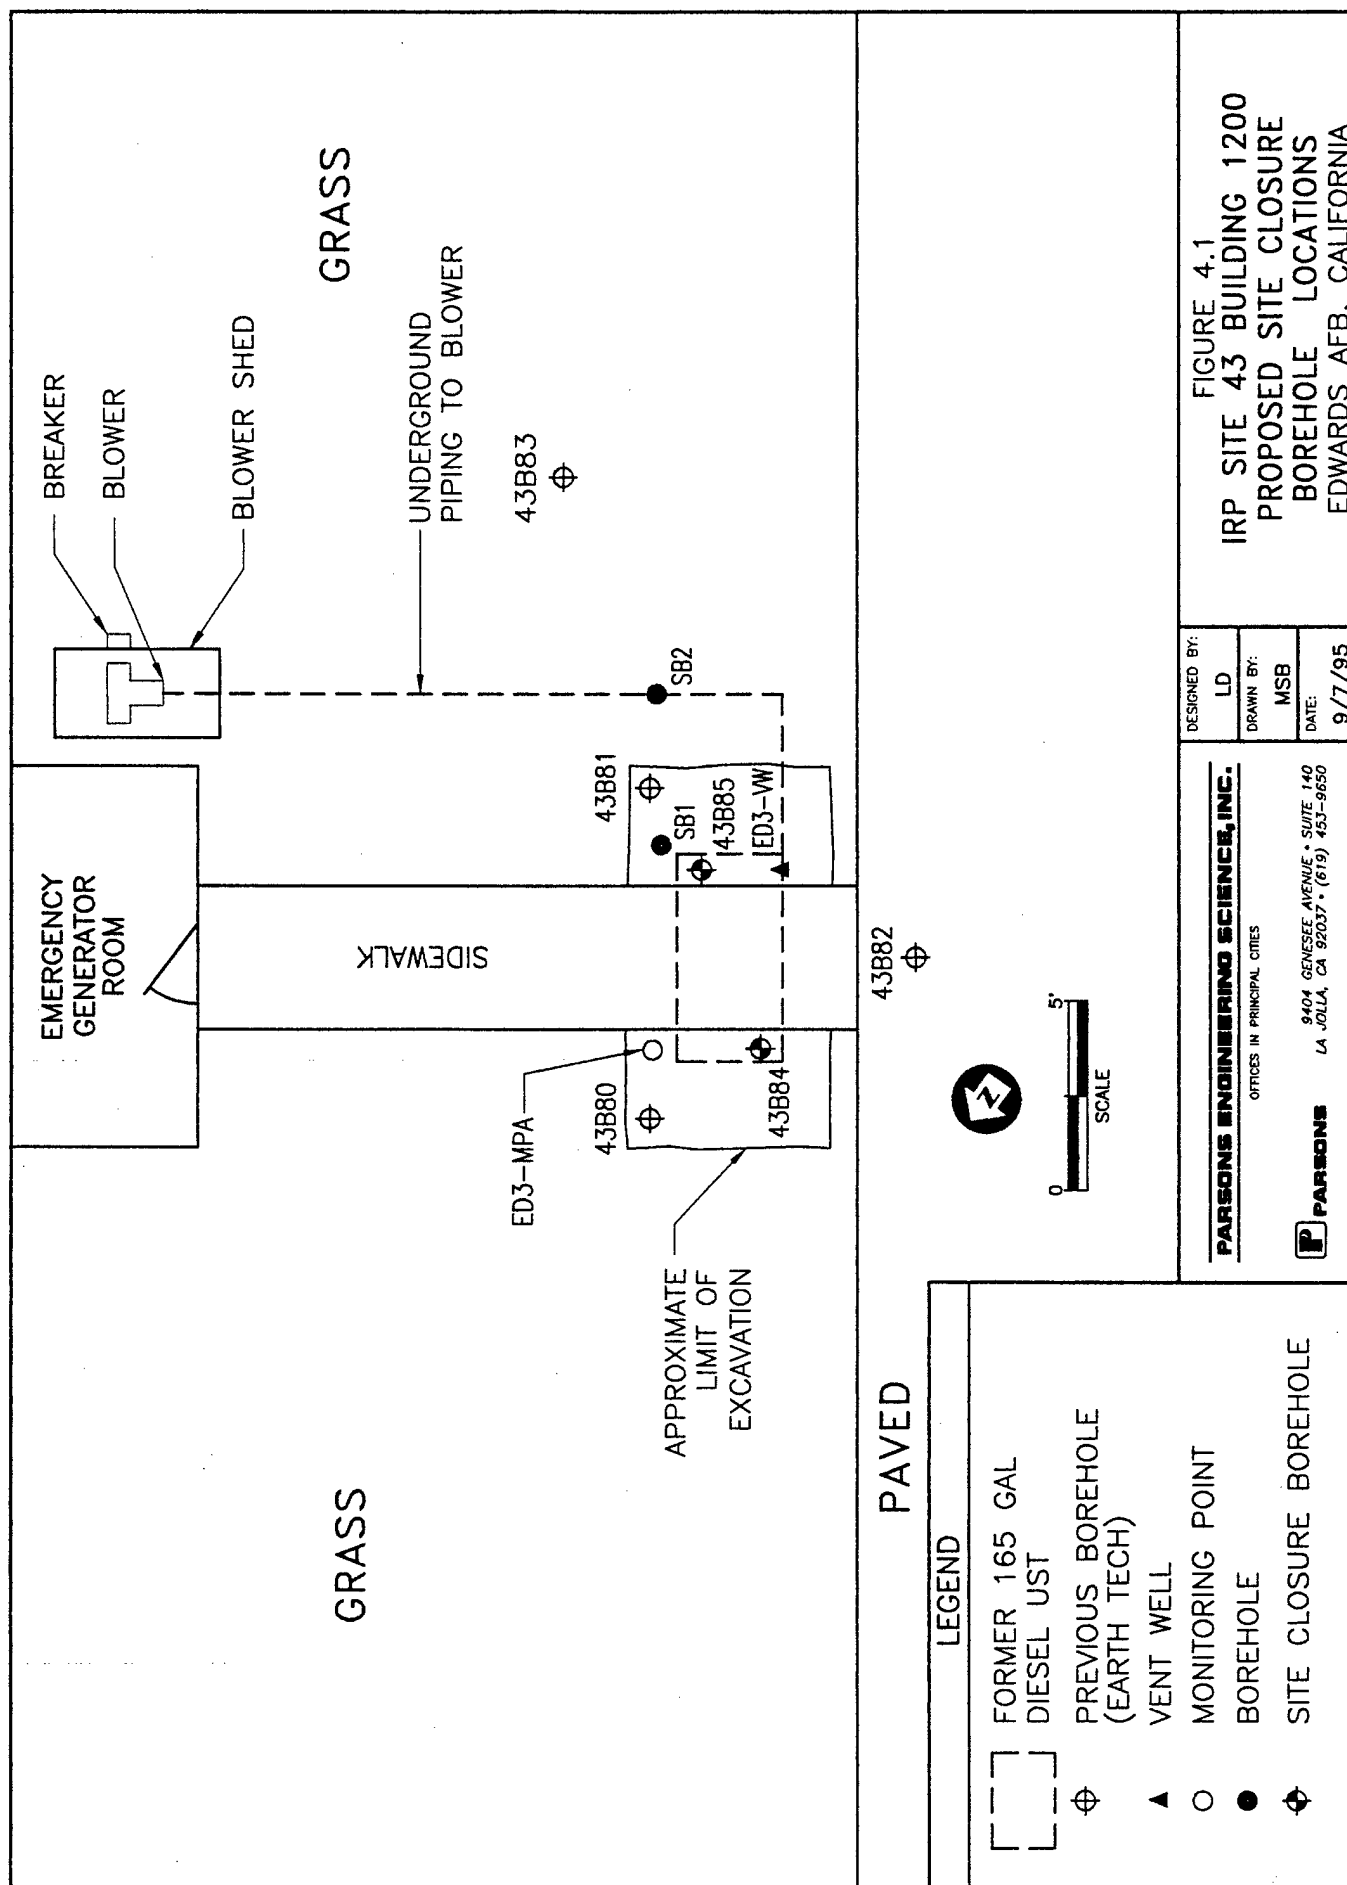 GRASS
BREAKER
BLOWER
BLOWER SHED
UNDERGROUND
PIPING TO BLOWER
43B83
GRASS
EMERGENCY
GENERATOR
ROOM
SIDEWALK
ED3-MPA
43B80
43B81
SB1
SB2
43B85
ED3-VW
43B84
APPROXIMATE
LIMIT OF
EXCAVATION
43B82
PAVED
N
0
5'
SCALE
LEGEND
FORMER 165 GAL
DIESEL UST
PREVIOUS BOREHOLE
(EARTH TECH)
VENT WELL
MONITORING POINT
BOREHOLE
SITE CLOSURE BOREHOLE
PARSONS ENGINEERING SCIENCE, INC.
OFFICES IN PRINCIPAL CITIES
9404 GENESEE AVENUE • SUITE 140
LA JOLLA, CA 92037 • (619) 453-9650
P PARSONS
DESIGNED BY:
LD
DRAWN BY:
MSB
DATE:
9/7/95
FIGURE 4.1
IRP SITE 43 BUILDING 1200
PROPOSED SITE CLOSURE
BOREHOLE LOCATIONS
EDWARDS AFB, CALIFORNIA